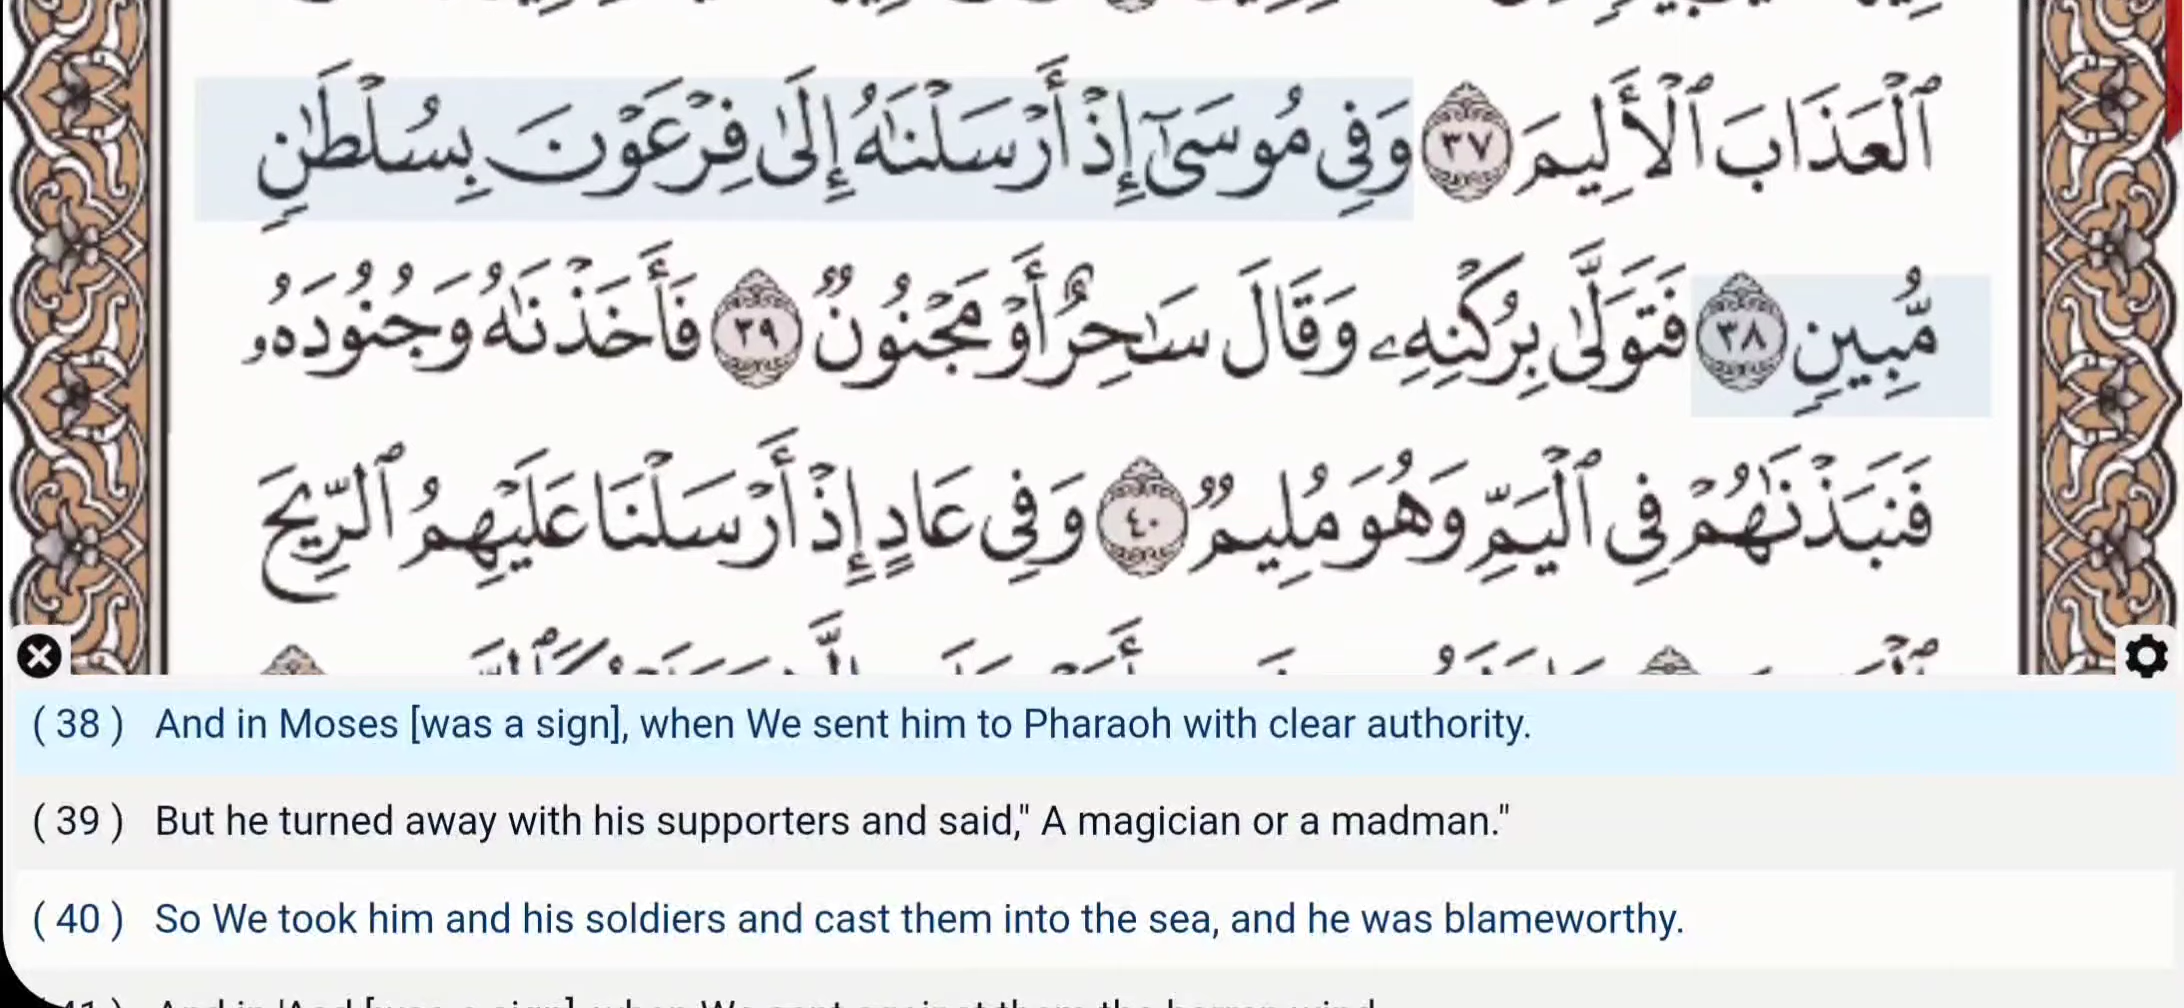 ٱلْعَذَابَ ٱلْأَلِيمَ ٣٧ وَفِى مُوسَىٰٓ إِذْ أَرْسَلْنَٰهُ إِلَىٰ فِرْعَوْنَ بِسُلْطَٰنٍ
مُّبِينٍ ٣٨ فَتَوَلَّىٰ بِرُكْنِهِۦ وَقَالَ سَٰحِرٌ أَوْ مَجْنُونٌ ٣٩ فَأَخَذْنَٰهُ وَجُنُودَهُۥ
فَنَبَذْنَٰهُمْ فِى ٱلْيَمِّ وَهُوَ مُلِيمٌ ٤٠ وَفِى عَادٍ إِذْ أَرْسَلْنَا عَلَيْهِمُ ٱلرِّيحَ
( 38 ) And in Moses [was a sign], when We sent him to Pharaoh with clear authority.
( 39 ) But he turned away with his supporters and said," A magician or a madman."
( 40 ) So We took him and his soldiers and cast them into the sea, and he was blameworthy.